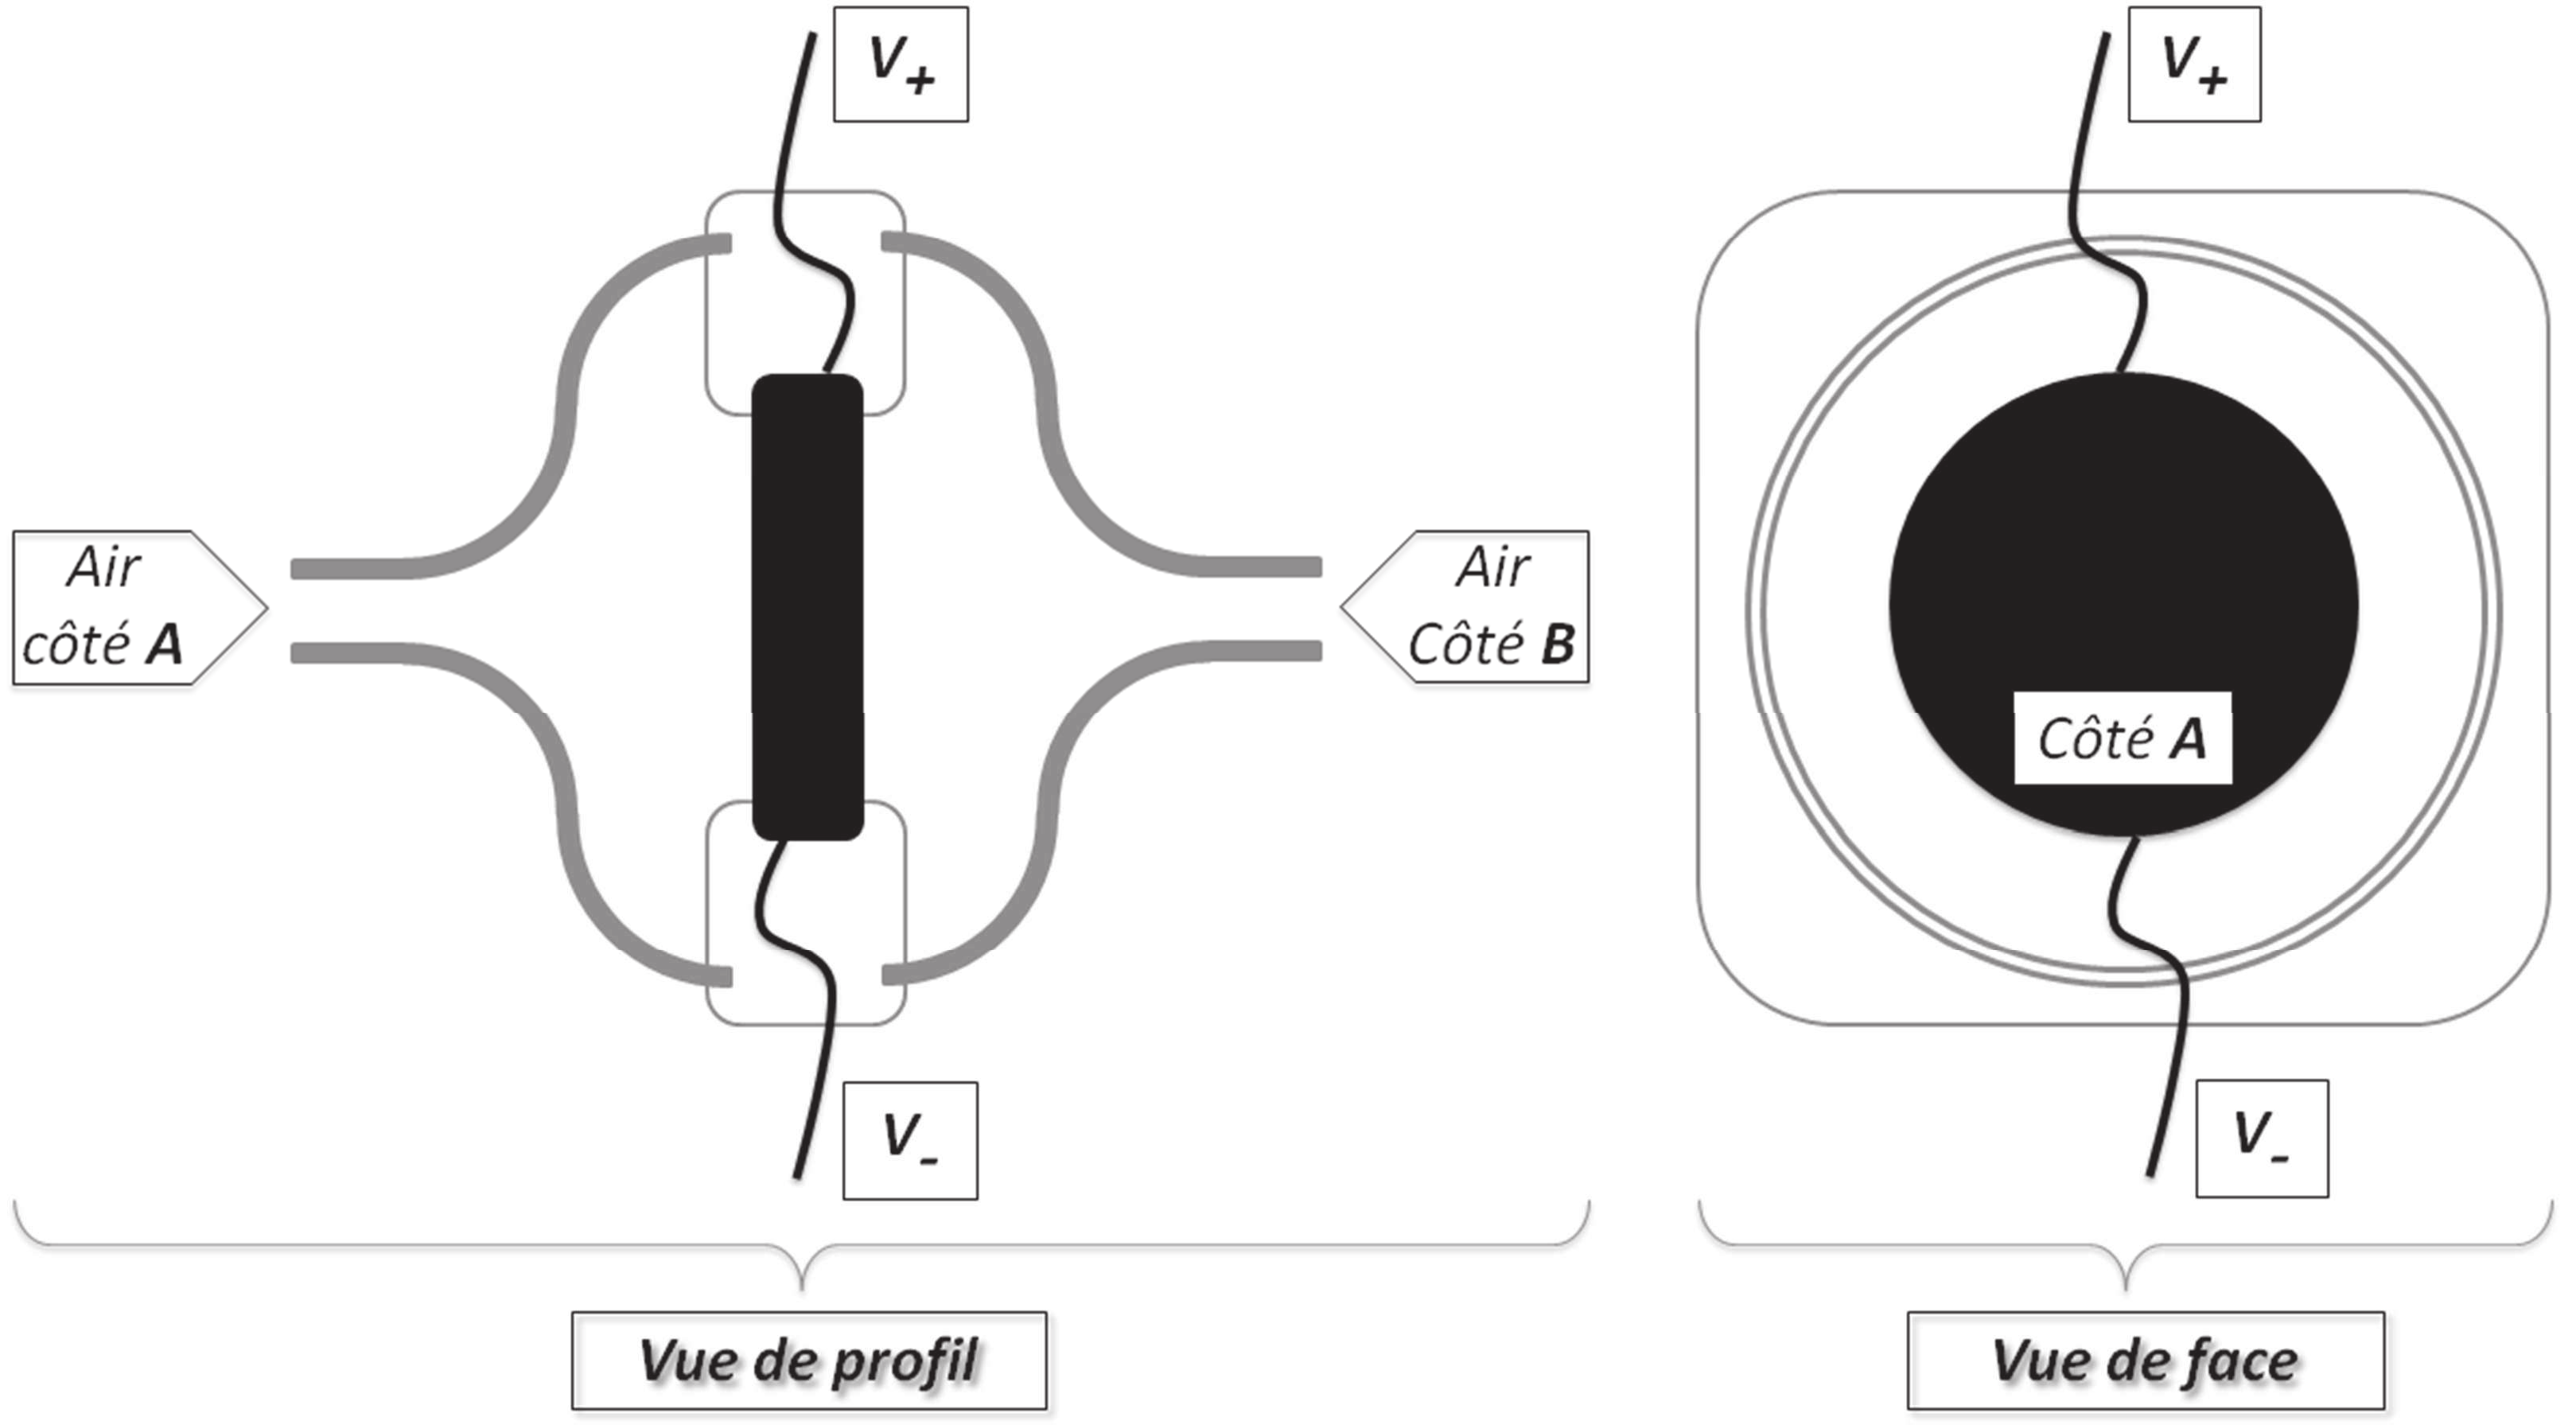 V+
V+
Air
côté A
Air
Côté B
Côté A
V-
V-
Vue de profil
Vue de face